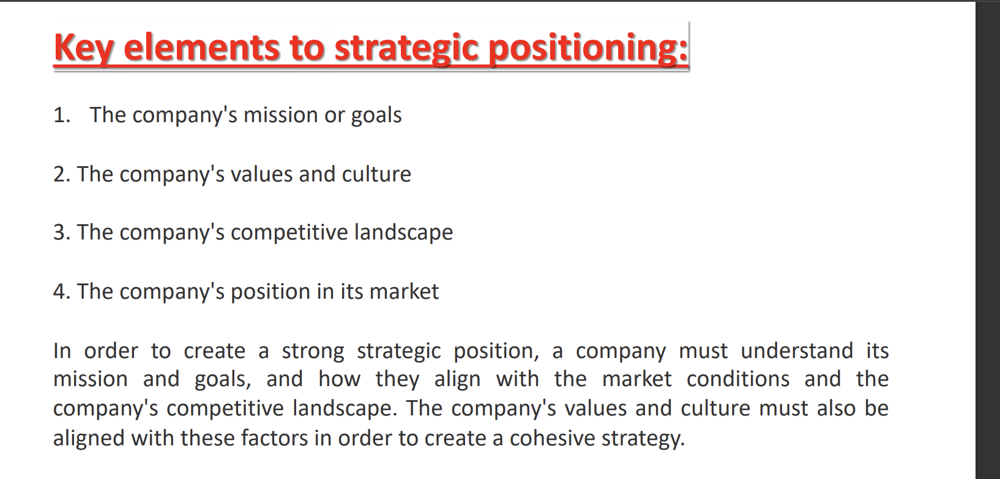 Key elements to strategic positioning:
1. The company's mission or goals
2. The company's values and culture
3. The company's competitive landscape
4. The company's position in its market
In order to create a strong strategic position, a company must understand its
mission and goals, and how they align with the market conditions and the
company's competitive landscape. The company's values and culture must also be
aligned with these factors in order to create a cohesive strategy.